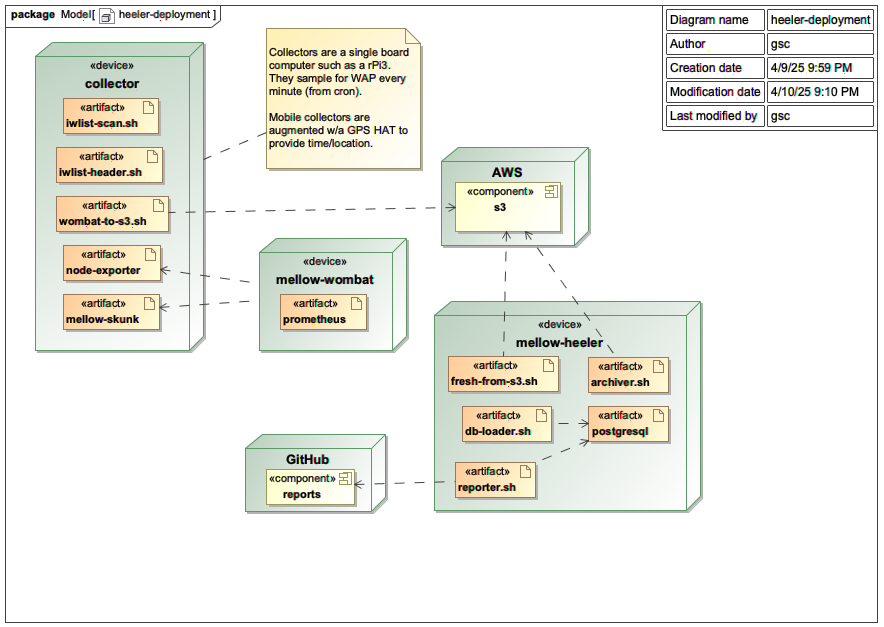 package Model[ heeler-deployment ]
Diagram name heeler-deployment
Author gsc
Creation date 4/9/25 9:59 PM
Modification date 4/10/25 9:10 PM
Last modified by gsc
«device»
collector
«artifact»
iwlist-scan.sh
«artifact»
iwlist-header.sh
«artifact»
wombat-to-s3.sh
«artifact»
node-exporter
«artifact»
mellow-skunk
Collectors are a single board
computer such as a rPi3.
They sample for WAP every
minute (from cron).
Mobile collectors are
augmented w/a GPS HAT to
provide time/location.
AWS
«component»
s3
«device»
mellow-wombat
«artifact»
prometheus
«device»
mellow-heeler
«artifact»
fresh-from-s3.sh
«artifact»
archiver.sh
«artifact»
db-loader.sh
«artifact»
postgresql
«artifact»
reporter.sh
GitHub
«component»
reports